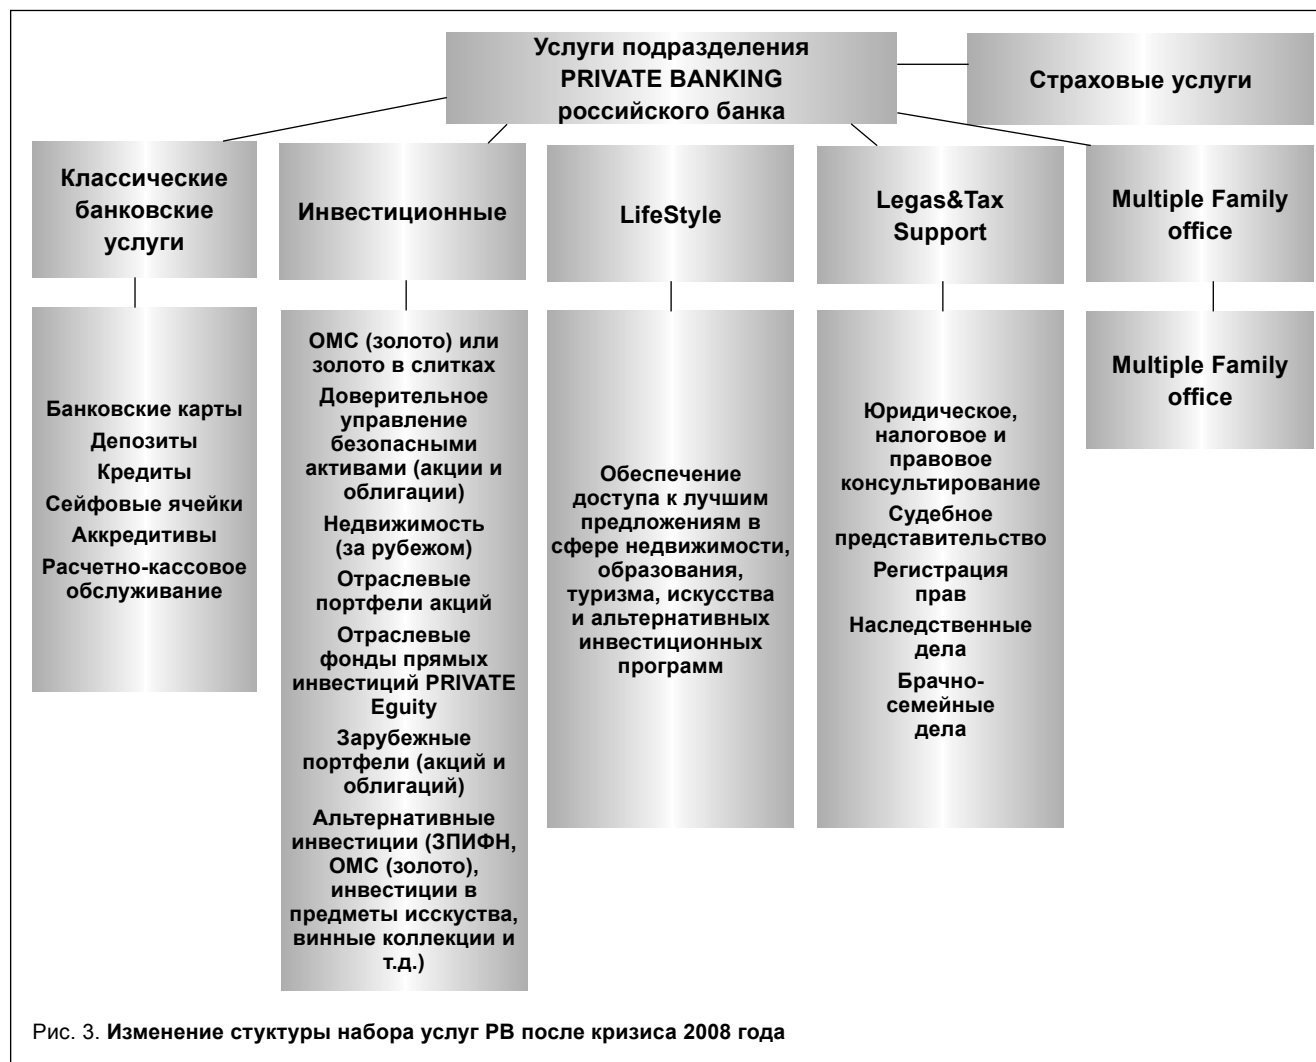 Услуги подразделения
PRIVATE BANKING
российского банка
Страховые услуги
Классические
банковские
услуги
Инвестиционные
LifeStyle
Legas&Tax
Support
Multiple Family
office
Банковские карты
Депозиты
Кредиты
Сейфовые ячейки
Аккредитивы
Расчетно-кассовое
обслуживание
ОМС (золото) или
золото в слитках
Доверительное
управление
безопасными
активами (акции и
облигации)
Недвижимость
(за рубежом)
Отраслевые
портфели акций
Отраслевые
фонды прямых
инвестиций PRIVATE
Eguity
Зарубежные
портфели (акций и
облигаций)
Альтернативные
инвестиции (ЗПИФН,
ОМС (золото),
инвестиции в
предметы исскуства,
винные коллекции и
т.д.)
Обеспечение
доступа к лучшим
предложениям в
сфере недвижимости,
образования,
туризма, искусства
и альтернативных
инвестиционных
программ
Юридическое,
налоговое и
правовое
консультирование
Судебное
представительство
Регистрация
прав
Наследственные
дела
Брачно-
семейные
дела
Multiple Family
office
Рис. 3. Изменение стуктуры набора услуг РВ после кризиса 2008 года